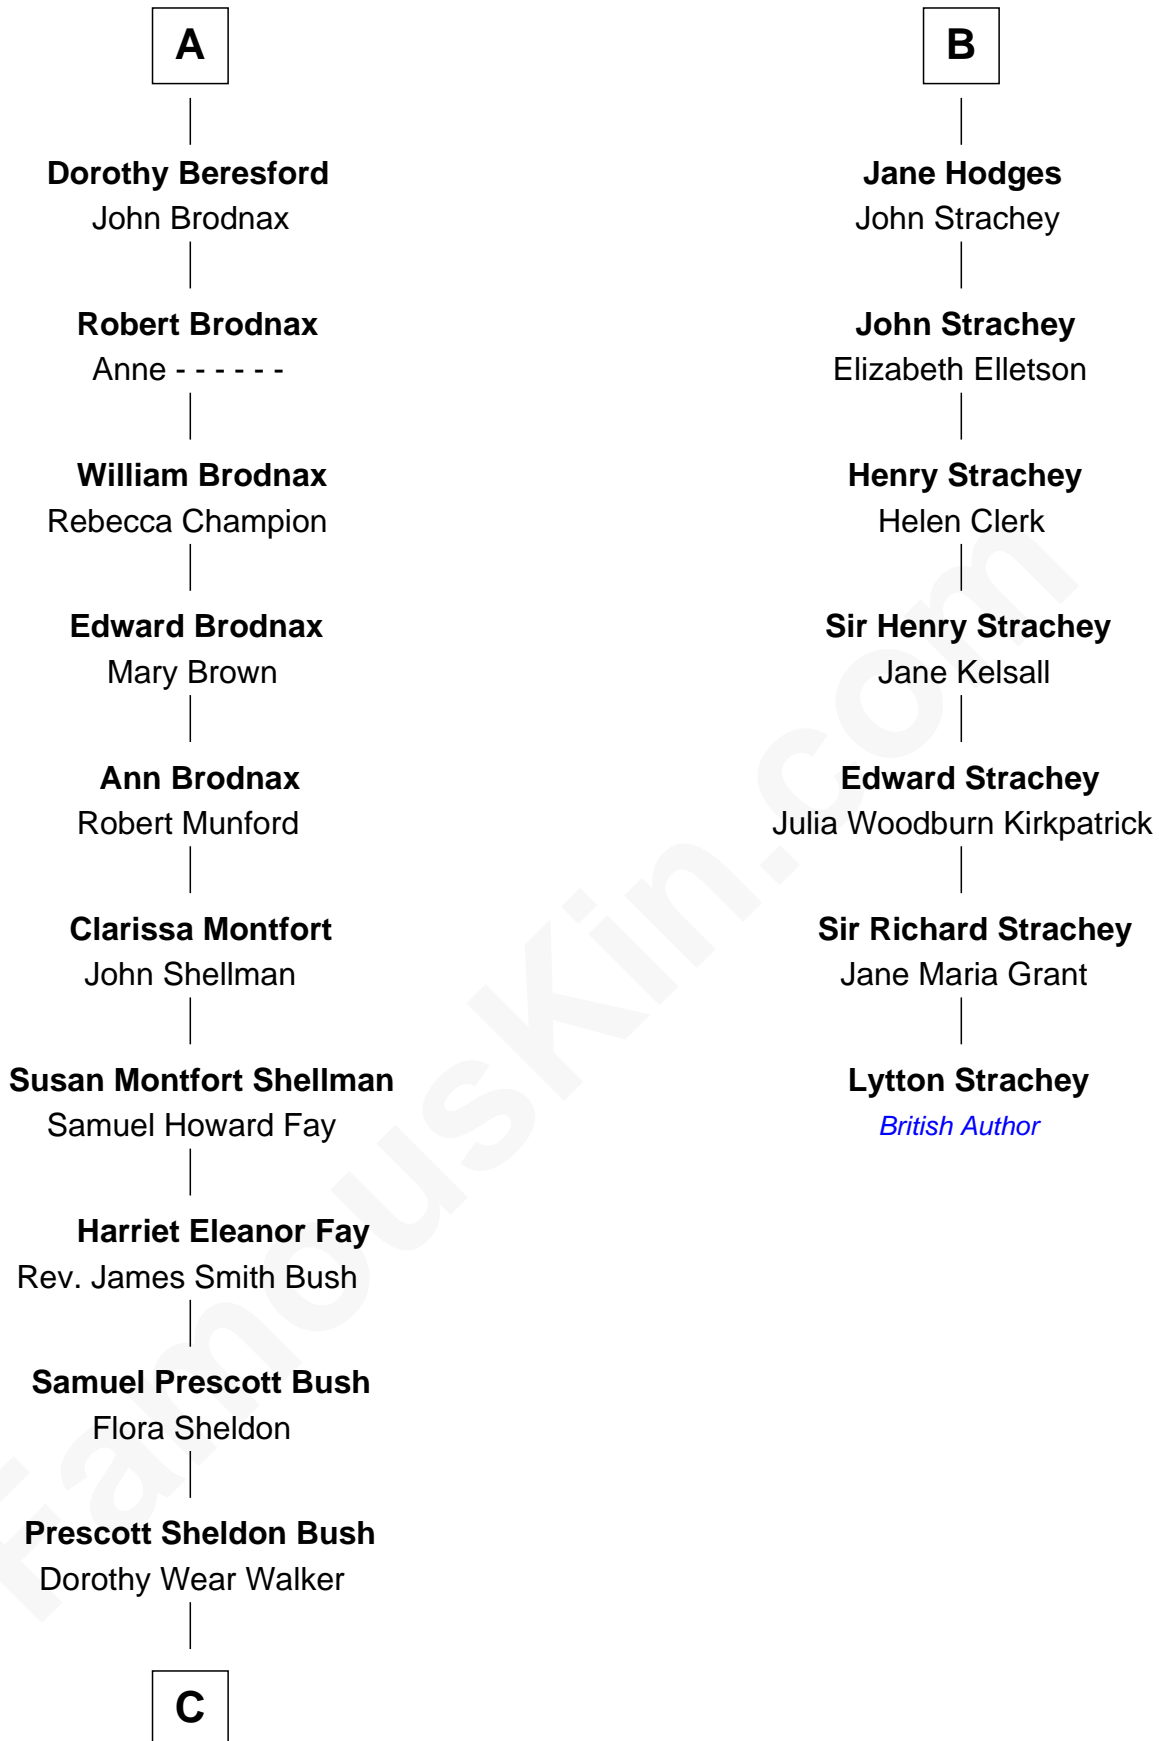 A
Dorothy Beresford
John Brodnax
Robert Brodnax
Anne - - - - - -
William Brodnax
Rebecca Champion
Edward Brodnax
Mary Brown
Ann Brodnax
Robert Munford
Clarissa Montfort
John Shellman
Susan Montfort Shellman
Samuel Howard Fay
Harriet Eleanor Fay
Rev. James Smith Bush
Samuel Prescott Bush
Flora Sheldon
Prescott Sheldon Bush
Dorothy Wear Walker
C
B
Jane Hodges
John Strachey
John Strachey
Elizabeth Elletson
Henry Strachey
Helen Clerk
Sir Henry Strachey
Jane Kelsall
Edward Strachey
Julia Woodburn Kirkpatrick
Sir Richard Strachey
Jane Maria Grant
Lytton Strachey
British Author
FamousKin.com